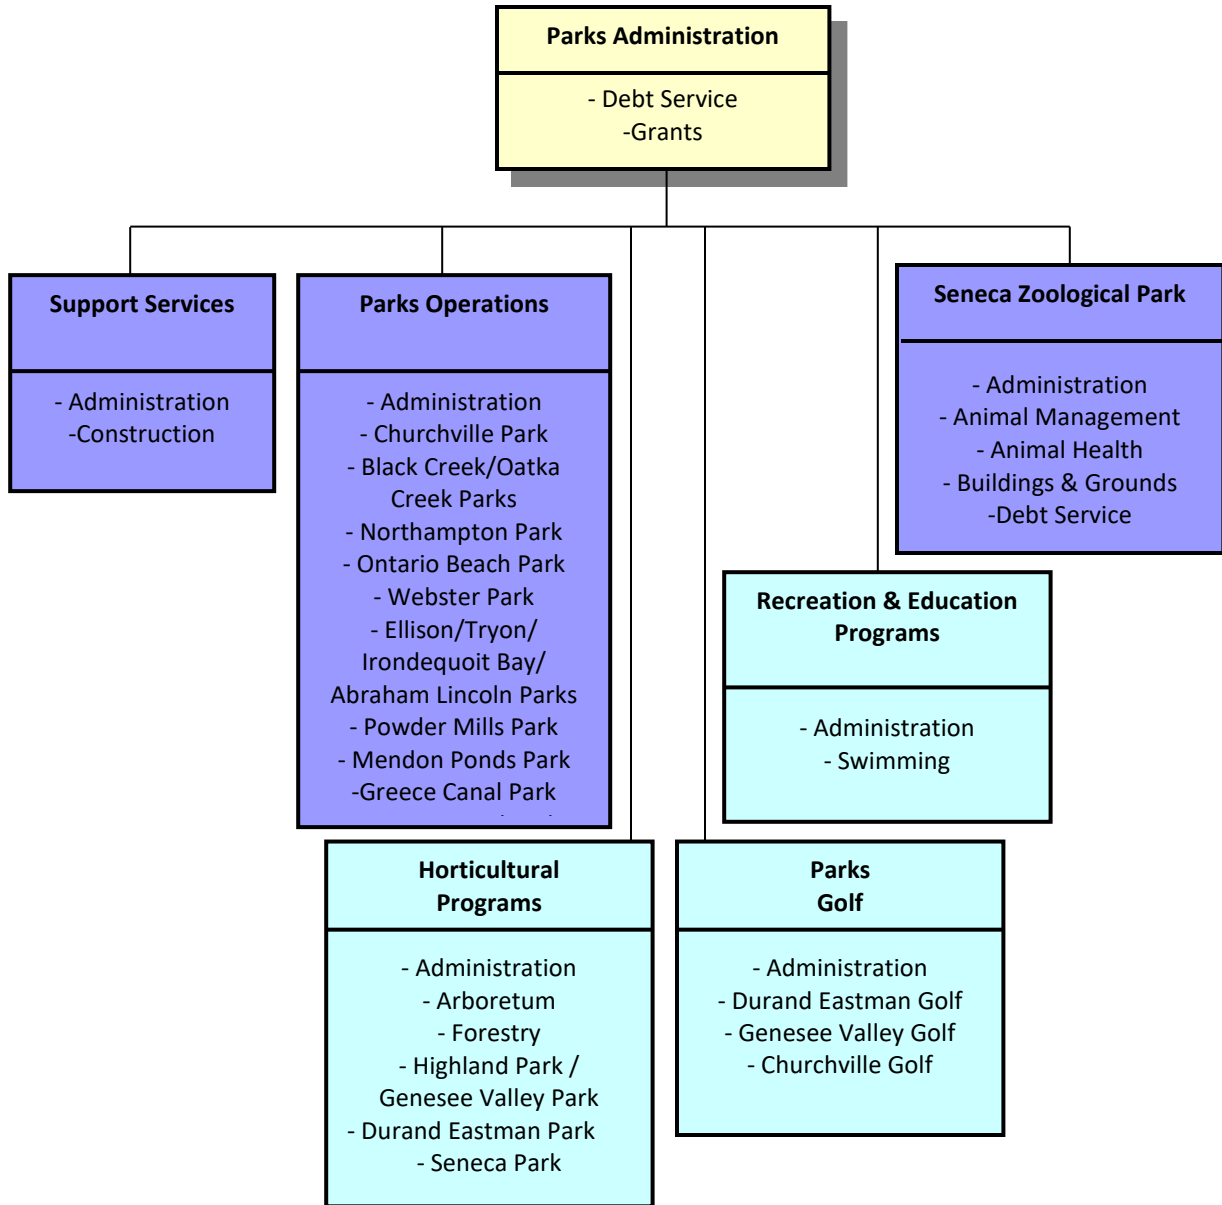 Parks Administration
- Debt Service
-Grants
Support Services
- Administration
-Construction
Parks Operations
- Administration
- Churchville Park
- Black Creek/Oatka
Creek Parks
- Northampton Park
- Ontario Beach Park
- Webster Park
- Ellison/Tryon/
Irondequoit Bay/
Abraham Lincoln Parks
- Powder Mills Park
- Mendon Ponds Park
-Greece Canal Park
Seneca Zoological Park
- Administration
- Animal Management
- Animal Health
- Buildings & Grounds
-Debt Service
Recreation & Education
Programs
- Administration
- Swimming
Horticultural
Programs
- Administration
- Arboretum
- Forestry
- Highland Park /
Genesee Valley Park
- Durand Eastman Park
- Seneca Park
Parks
Golf
- Administration
- Durand Eastman Golf
- Genesee Valley Golf
- Churchville Golf